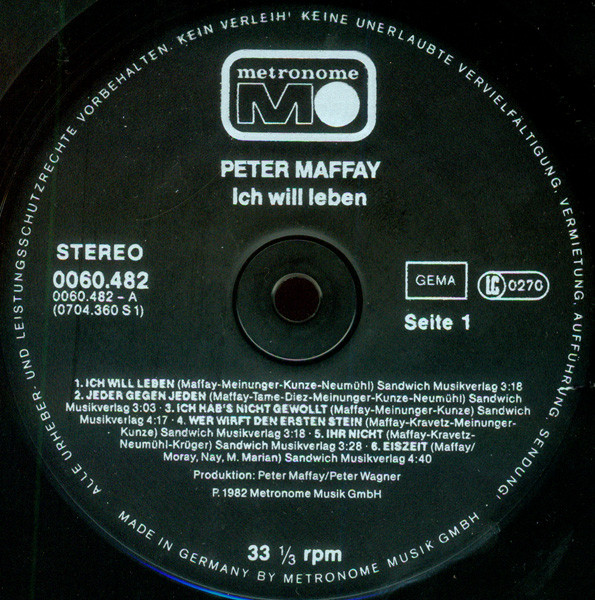 ALLE URHEBER- UND LEISTUNGSSCHUTZRECHTE VORBEHALTEN. KEIN VERLEIH! KEINE UNERLAUBTE VERVIELFÄLTIGUNG, VERMIETUNG, AUFFÜHRUNG, SENDUNG!
metronome
MO
PETER MAFFAY
Ich will leben
STEREO
0060.482
0060.482 - A
(0704.360 S 1)
GEMA
LC 0270
Seite 1
1. ICH WILL LEBEN (Maffay-Meinunger-Kunze-Neumühl) Sandwich Musikverlag 3:18
2. JEDER GEGEN JEDEN (Maffay-Tame-Diez-Meinunger-Kunze-Neumühl) Sandwich
Musikverlag 3:03 · 3. ICH HAB'S NICHT GEWOLLT (Maffay-Meinunger-Kunze) Sandwich
Musikverlag 4:17 · 4. WER WIRFT DEN ERSTEN STEIN (Maffay-Kravetz-Meinunger-
Kunze) Sandwich Musikverlag 3:18 · 5. IHR NICHT (Maffay-Kravetz-
Neumühl-Krüger) Sandwich Musikverlag 3:28 · 6. EISZEIT (Maffay/
Moray, Nay, M. Marian) Sandwich Musikverlag 4:40
Produktion: Peter Maffay/Peter Wagner
P. 1982 Metronome Musik GmbH
33 1/3 rpm
MADE IN GERMANY BY METRONOME MUSIK GMBH